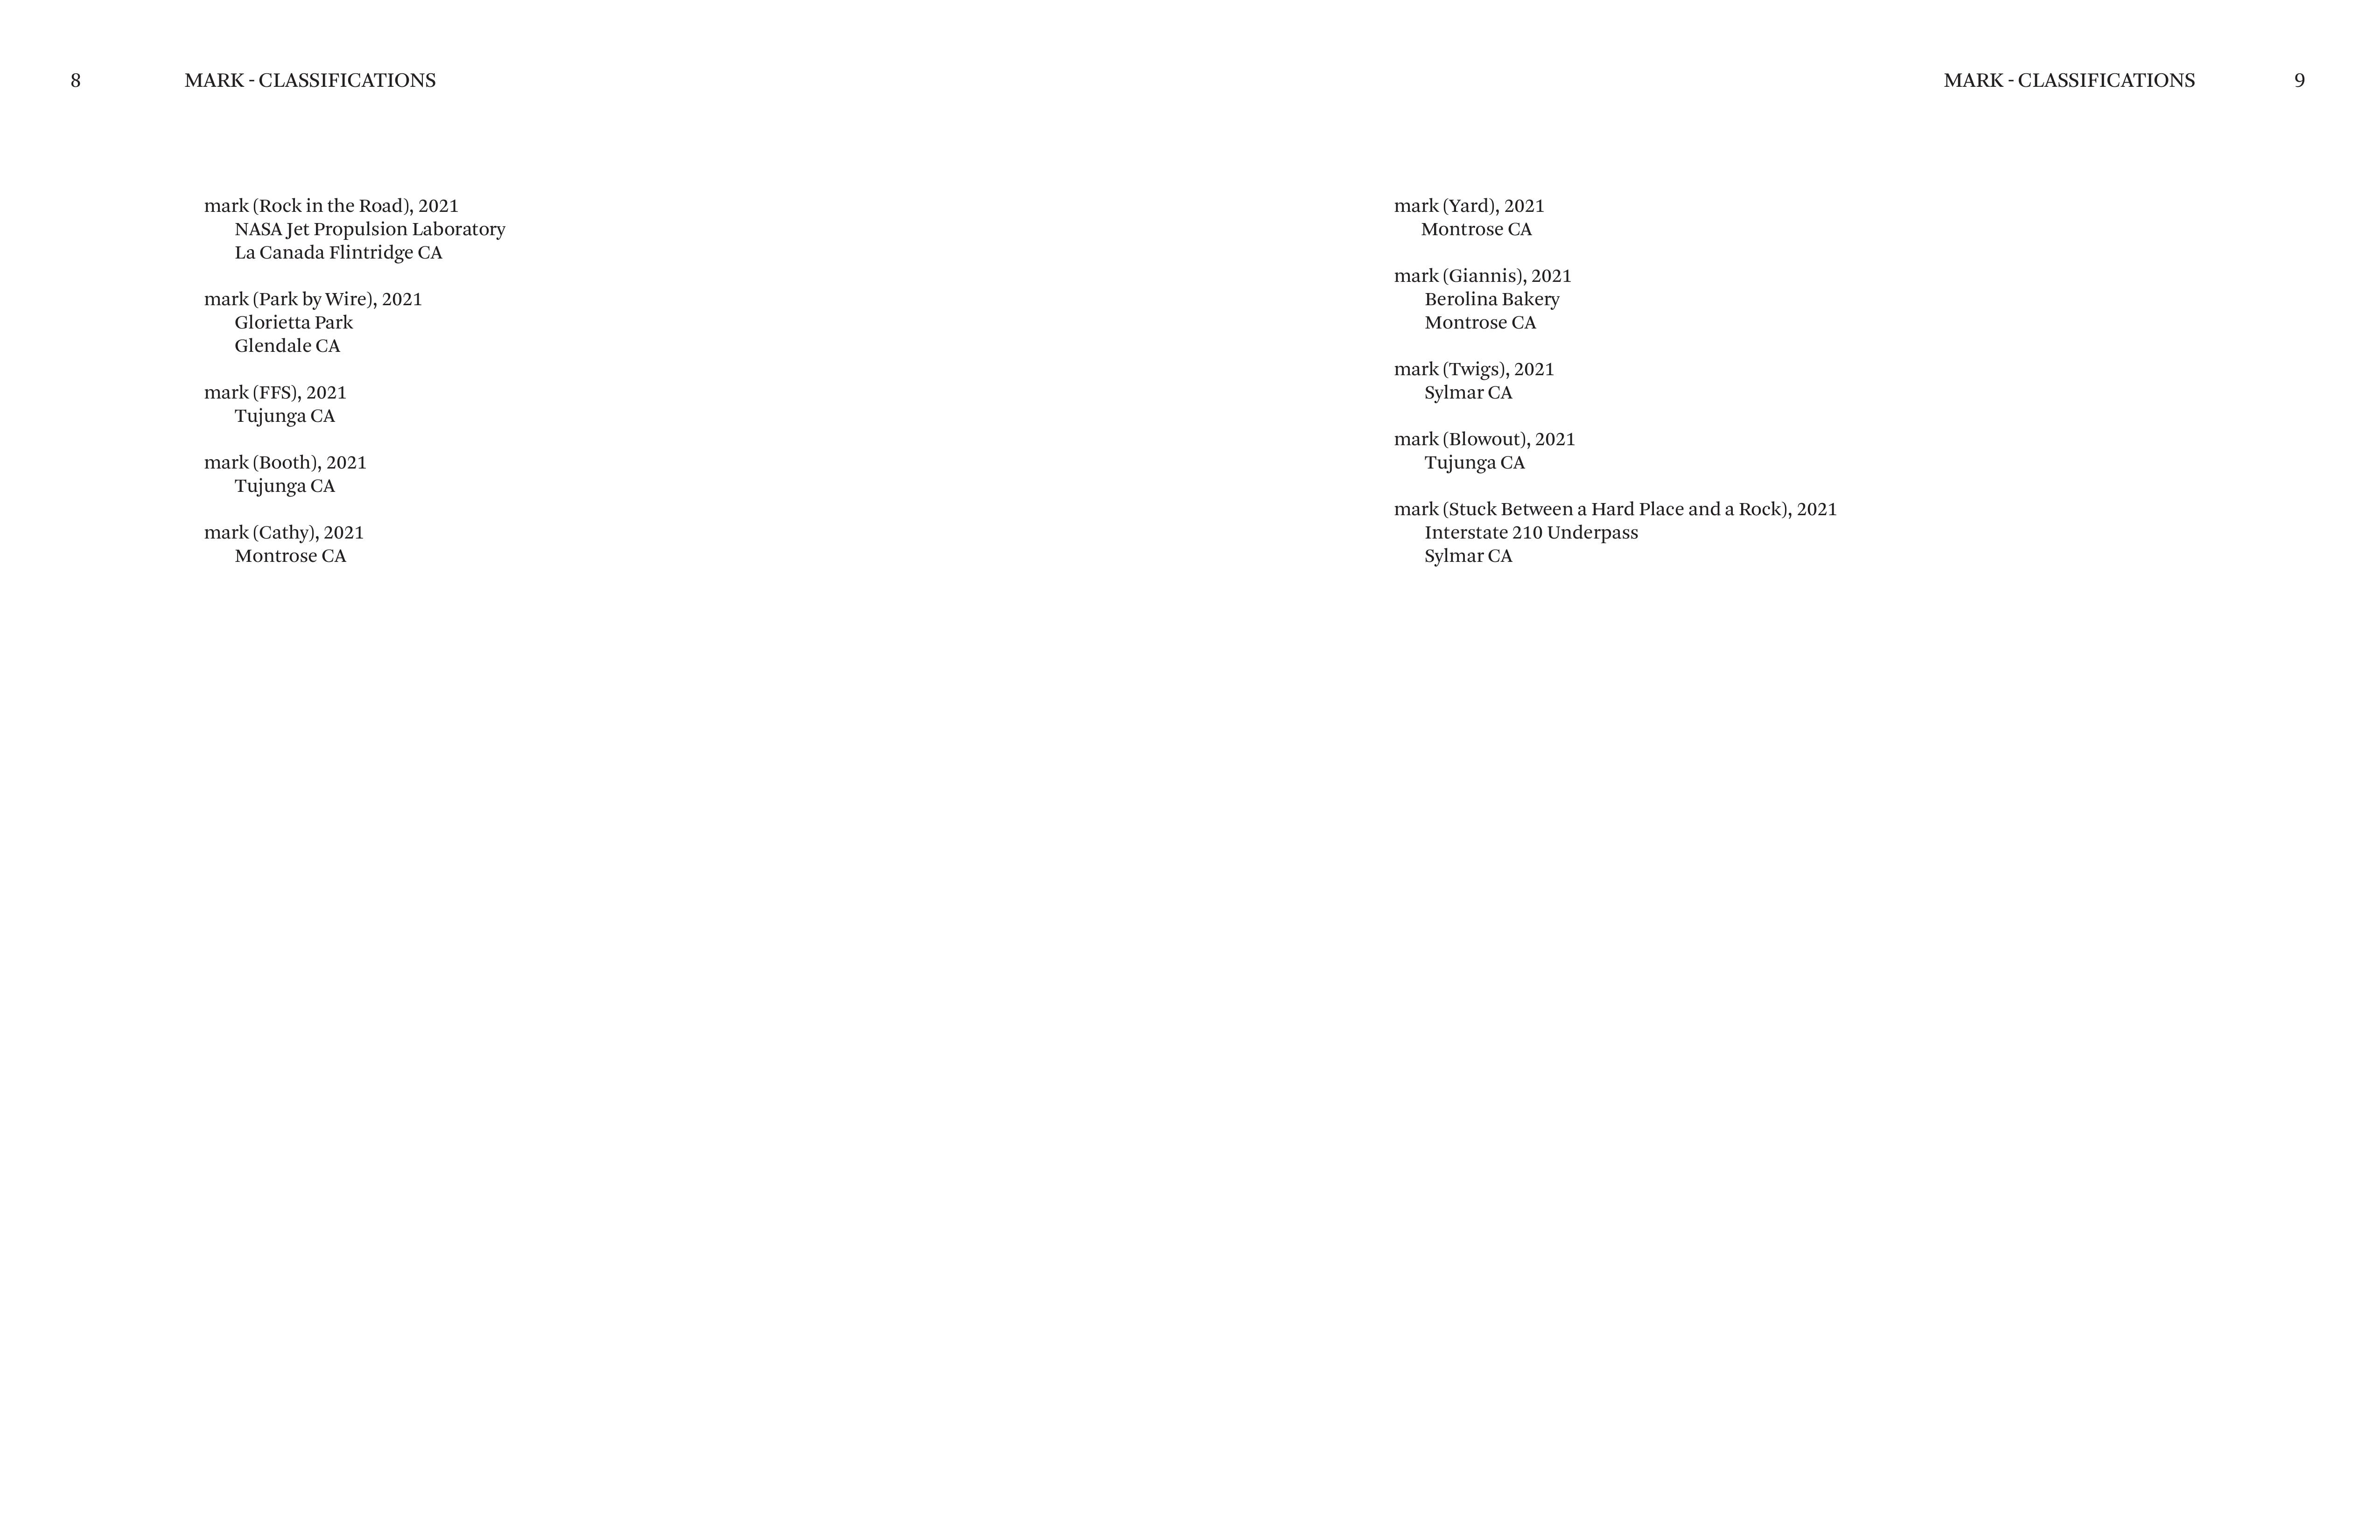 8 MARK - CLASSIFICATIONS
mark (Rock in the Road), 2021
NASA Jet Propulsion Laboratory
La Canada Flintridge CA
mark (Park by Wire), 2021
Glorietta Park
Glendale CA
mark (FFS), 2021
Tujunga CA
mark (Booth), 2021
Tujunga CA
mark (Cathy), 2021
Montrose CA
MARK - CLASSIFICATIONS 9
mark (Yard), 2021
Montrose CA
mark (Giannis), 2021
Berolina Bakery
Montrose CA
mark (Twigs), 2021
Sylmar CA
mark (Blowout), 2021
Tujunga CA
mark (Stuck Between a Hard Place and a Rock), 2021
Interstate 210 Underpass
Sylmar CA